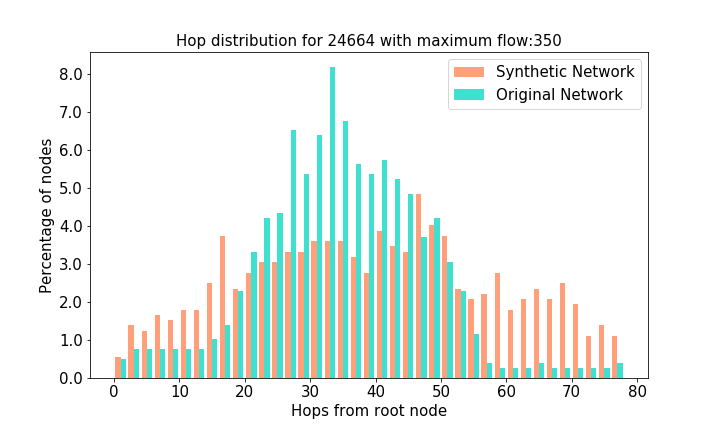 Hop distribution for 24664 with maximum flow:350
Synthetic Network
Original Network
Percentage of nodes
8.0
7.0
6.0
5.0
4.0
3.0
2.0
1.0
0.0
0 10 20 30 40 50 60 70 80
Hops from root node